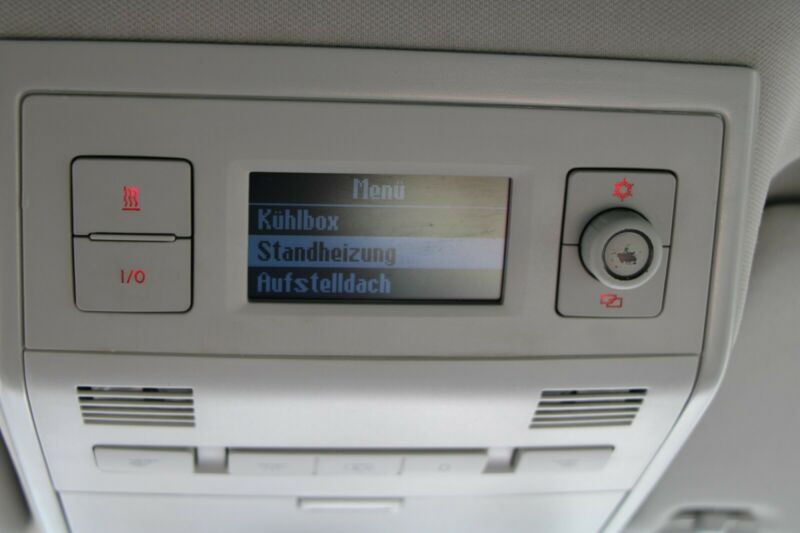 Menü
Kühlbox
Standheizung
Aufstelldach
I/O